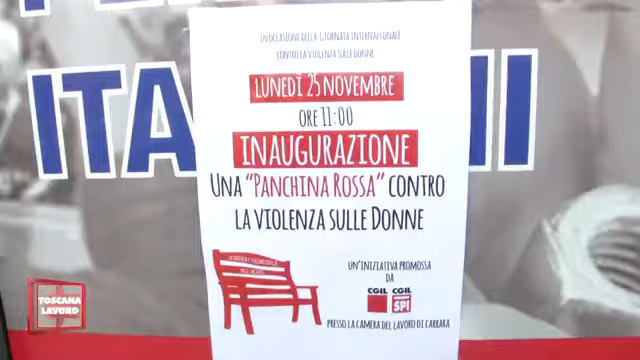 ITA
NI
IN OCCASIONE DELLA GIORNATA INTERNAZIONALE
CONTRO LA VIOLENZA SULLE DONNE
LUNEDÌ 25 NOVEMBRE
ORE 11:00
INAUGURAZIONE
UNA "PANCHINA ROSSA" CONTRO
LA VIOLENZA SULLE DONNE
UN'INIZIATIVA PROMOSSA
DA
CGIL CGIL
SPI
PRESSO LA CAMERA DEL LAVORO DI CARRARA
TOSCANA
LAVORO